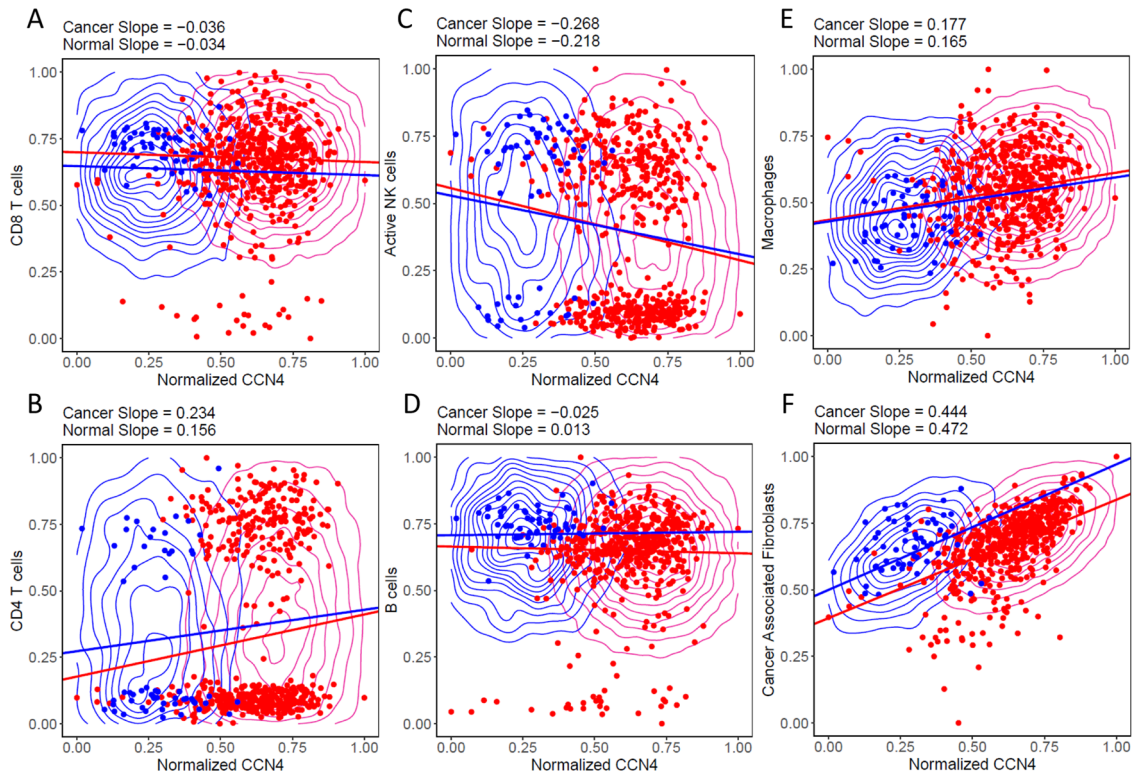 A
Cancer Slope = −0.036
Normal Slope = −0.034
CD8 T cells
1.00
0.75
0.50
0.25
0.00
0.00 0.25 0.50 0.75 1.00
Normalized CCN4
B
Cancer Slope = 0.234
Normal Slope = 0.156
CD4 T cells
1.00
0.75
0.50
0.25
0.00
0.00 0.25 0.50 0.75 1.00
Normalized CCN4
C
Cancer Slope = −0.268
Normal Slope = −0.218
Active NK cells
1.00
0.75
0.50
0.25
0.00
0.00 0.25 0.50 0.75 1.00
Normalized CCN4
D
Cancer Slope = −0.025
Normal Slope = 0.013
B cells
1.00
0.75
0.50
0.25
0.00
0.00 0.25 0.50 0.75 1.00
Normalized CCN4
E
Cancer Slope = 0.177
Normal Slope = 0.165
Macrophages
1.00
0.75
0.50
0.25
0.00
0.00 0.25 0.50 0.75 1.00
Normalized CCN4
F
Cancer Slope = 0.444
Normal Slope = 0.472
Cancer Associated Fibroblasts
1.00
0.75
0.50
0.25
0.00
0.00 0.25 0.50 0.75 1.00
Normalized CCN4